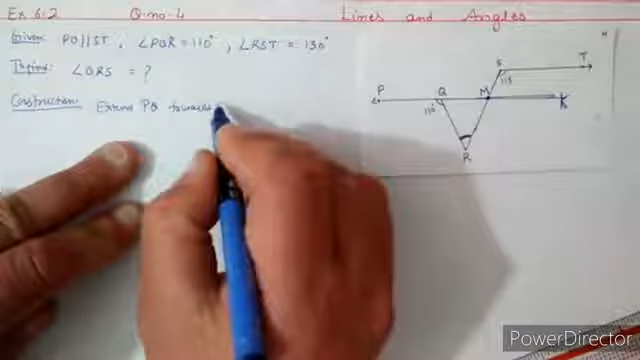 Ex 6.2 Q. no. 4 Lines and Angles
Given: PQ||ST, ∠PQR = 110°, ∠RST = 130°
To find: ∠QRS = ?
Construction: Extend PQ towards
S T
130
P Q M
110°
R
PowerDirector